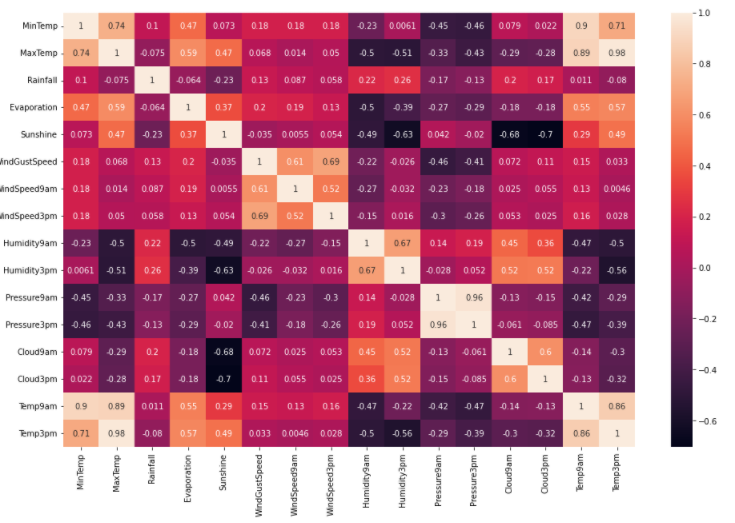 MinTemp 1 0.74 0.1 0.47 0.073 0.18 0.18 0.18 -0.23 0.0061 -0.45 -0.46 0.079 0.022 0.9 0.71
MaxTemp 0.74 1 -0.075 0.59 0.47 0.068 0.014 0.05 -0.5 -0.51 -0.33 -0.43 -0.29 -0.28 0.89 0.98
Rainfall 0.1 -0.075 1 -0.064 -0.23 0.13 0.087 0.058 0.22 0.26 -0.17 -0.13 0.2 0.17 0.011 -0.08
Evaporation 0.47 0.59 -0.064 1 0.37 0.2 0.19 0.13 -0.5 -0.39 -0.27 -0.29 -0.18 -0.18 0.55 0.57
Sunshine 0.073 0.47 -0.23 0.37 1 -0.035 0.0055 0.054 -0.49 -0.63 0.042 -0.02 -0.68 -0.7 0.29 0.49
WindGustSpeed 0.18 0.068 0.13 0.2 -0.035 1 0.61 0.69 -0.22 -0.026 -0.46 -0.41 0.072 0.11 0.15 0.033
WindSpeed9am 0.18 0.014 0.087 0.19 0.0055 0.61 1 0.52 -0.27 -0.032 -0.23 -0.18 0.025 0.055 0.13 0.0046
WindSpeed3pm 0.18 0.05 0.058 0.13 0.054 0.69 0.52 1 -0.15 0.016 -0.3 -0.26 0.053 0.025 0.16 0.028
Humidity9am -0.23 -0.5 0.22 -0.5 -0.49 -0.22 -0.27 -0.15 1 0.67 0.14 0.19 0.45 0.36 -0.47 -0.5
Humidity3pm 0.0061 -0.51 0.26 -0.39 -0.63 -0.026 -0.032 0.016 0.67 1 -0.028 0.052 0.52 0.52 -0.22 -0.56
Pressure9am -0.45 -0.33 -0.17 -0.27 0.042 -0.46 -0.23 -0.3 0.14 -0.028 1 0.96 -0.13 -0.15 -0.42 -0.29
Pressure3pm -0.46 -0.43 -0.13 -0.29 -0.02 -0.41 -0.18 -0.26 0.19 0.052 0.96 1 -0.061 -0.085 -0.47 -0.39
Cloud9am 0.079 -0.29 0.2 -0.18 -0.68 0.072 0.025 0.053 0.45 0.52 -0.13 -0.061 1 0.6 -0.14 -0.3
Cloud3pm 0.022 -0.28 0.17 -0.18 -0.7 0.11 0.055 0.025 0.36 0.52 -0.15 -0.085 0.6 1 -0.13 -0.32
Temp9am 0.9 0.89 0.011 0.55 0.29 0.15 0.13 0.16 -0.47 -0.22 -0.42 -0.47 -0.14 -0.13 1 0.86
Temp3pm 0.71 0.98 -0.08 0.57 0.49 0.033 0.0046 0.028 -0.5 -0.56 -0.29 -0.39 -0.3 -0.32 0.86 1
MinTemp MaxTemp Rainfall Evaporation Sunshine WindGustSpeed WindSpeed9am WindSpeed3pm Humidity9am Humidity3pm Pressure9am Pressure3pm Cloud9am Cloud3pm Temp9am Temp3pm
1.0
0.8
0.6
0.4
0.2
0.0
−0.2
−0.4
−0.6